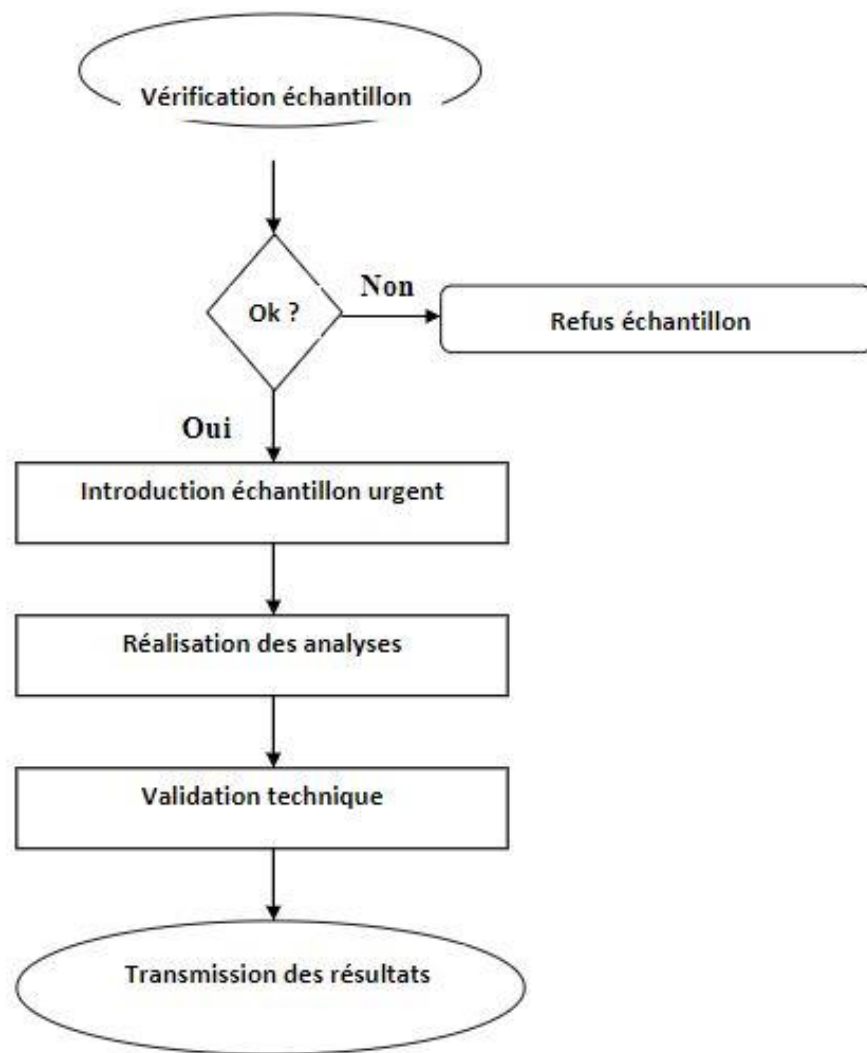 Vérification échantillon
Ok ?
Non
Refus échantillon
Oui
Introduction échantillon urgent
Réalisation des analyses
Validation technique
Transmission des résultats